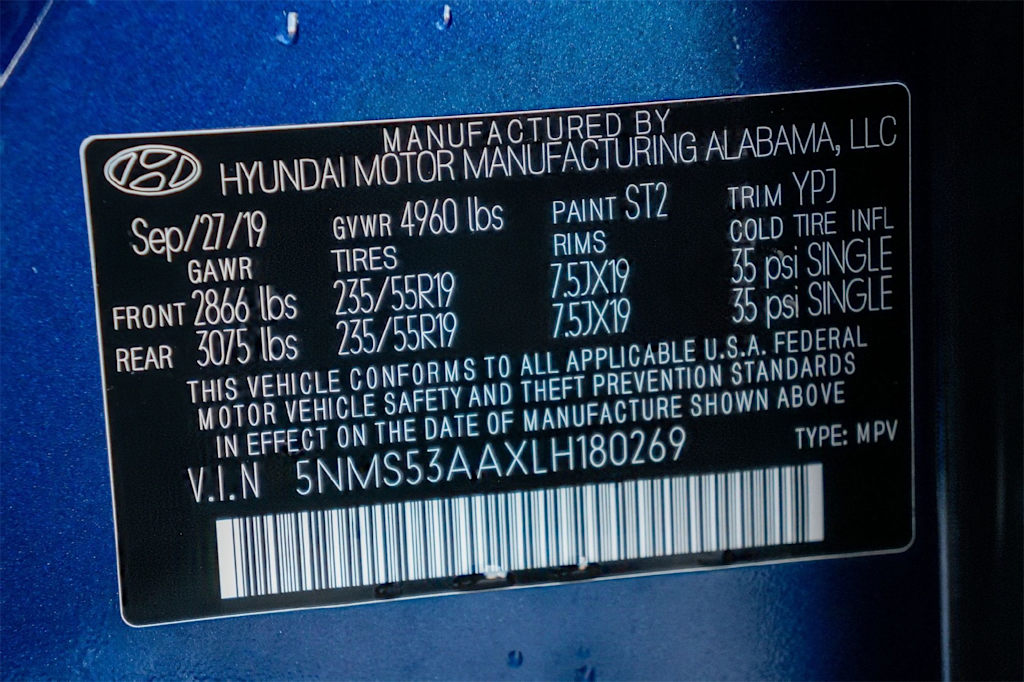 MANUFACTURED BY
HYUNDAI MOTOR MANUFACTURING ALABAMA, LLC
Sep/27/19 GVWR 4960 lbs PAINT ST2 TRIM YPJ
GAWR TIRES RIMS COLD TIRE INFL
FRONT 2866 lbs 235/55R19 7.5JX19 35 psi SINGLE
REAR 3075 lbs 235/55R19 7.5JX19 35 psi SINGLE
THIS VEHICLE CONFORMS TO ALL APPLICABLE U.S.A. FEDERAL
MOTOR VEHICLE SAFETY AND THEFT PREVENTION STANDARDS
IN EFFECT ON THE DATE OF MANUFACTURE SHOWN ABOVE
V.I.N 5NMS53AAXLH180269 TYPE: MPV